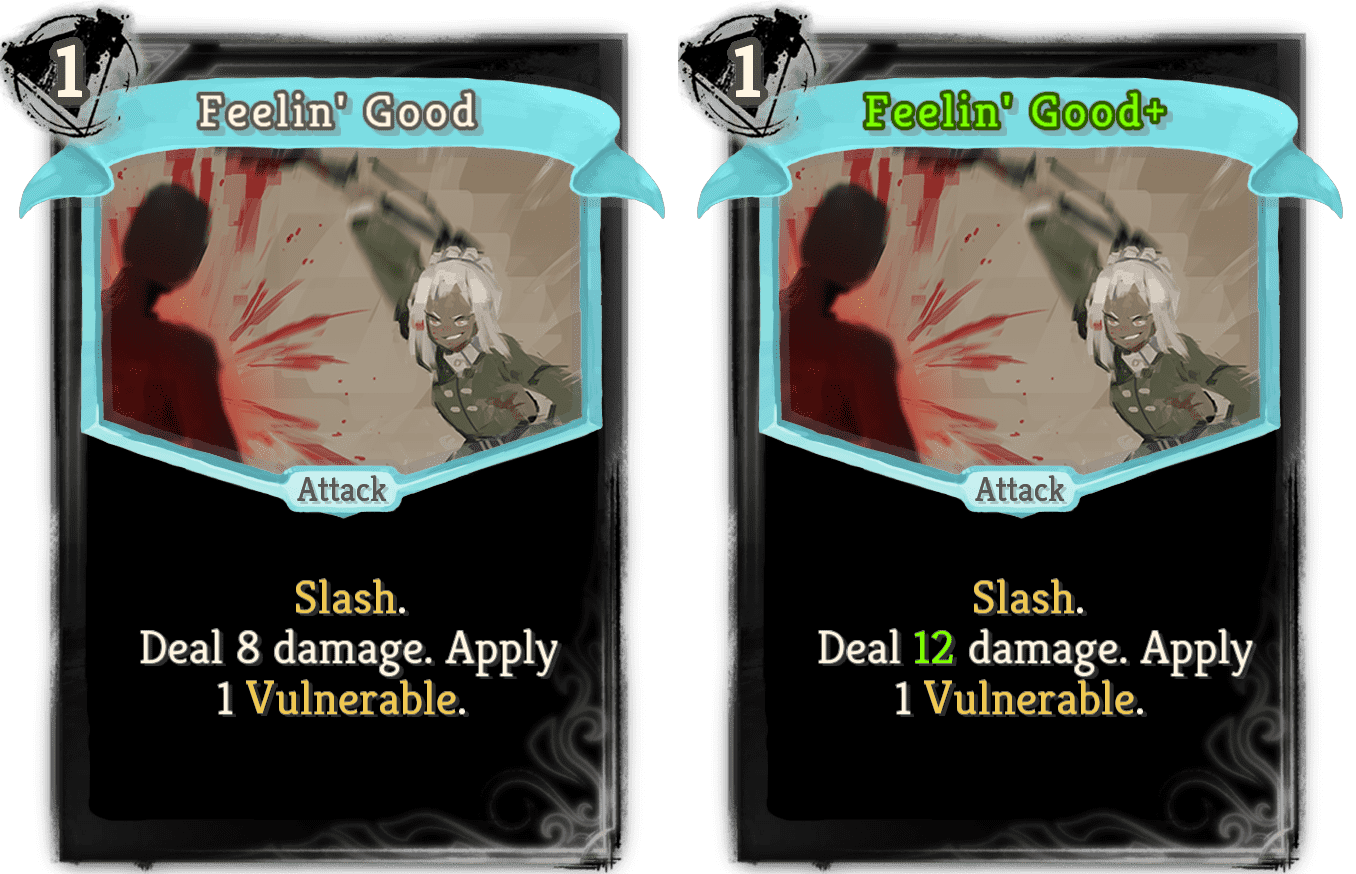 1
Feelin' Good
Attack
Slash.
Deal 8 damage. Apply
1 Vulnerable.
1
Feelin' Good+
Attack
Slash.
Deal 12 damage. Apply
1 Vulnerable.